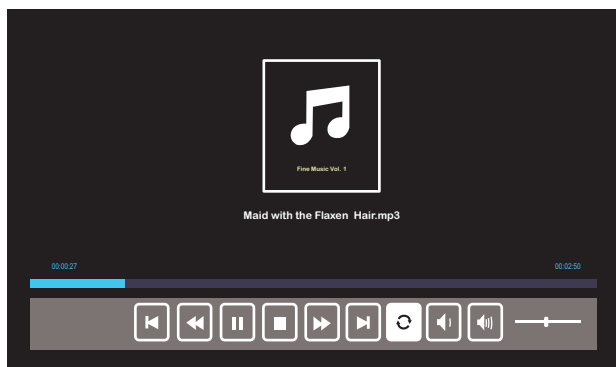 Fine Music Vol. 1
Maid with the Flaxen  Hair.mp3
00:00:27
00:02:50